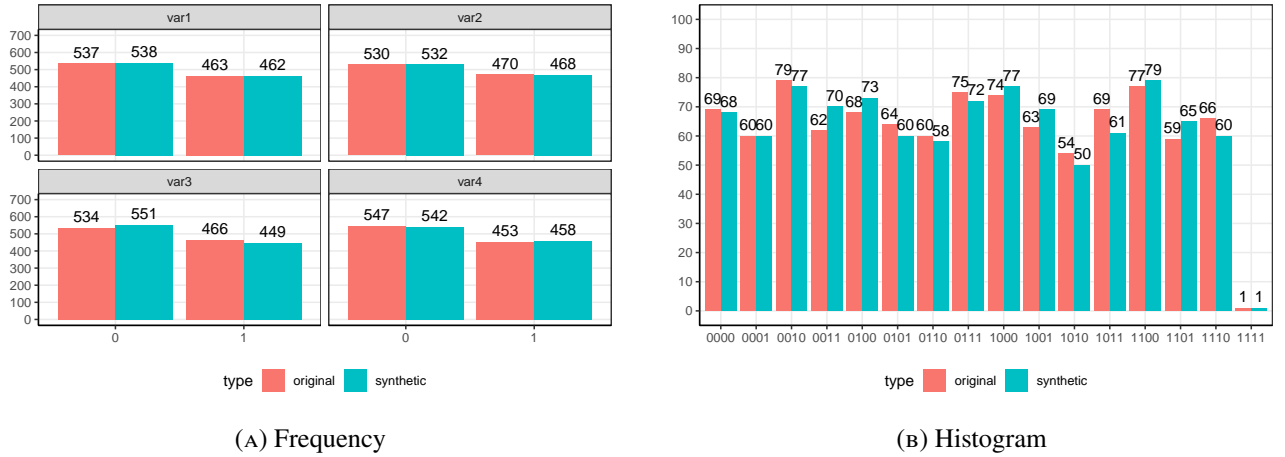 var1 var2
700
600
500
400
300
200
100
0
537 538 463 462
530 532 470 468
var3 var4
700
600
500
400
300
200
100
0
534 551 466 449
547 542 453 458
0 1 0 1
type original synthetic
(A) Frequency
100
90
80
70
60
50
40
30
20
10
0
69 68 60 60 79 77 62 70 68 73 64 60 60 58 75 72 74 77 63 69 54 50 69 61 77 79 59 65 66 60 1 1
0000 0001 0010 0011 0100 0101 0110 0111 1000 1001 1010 1011 1100 1101 1110 1111
type original synthetic
(B) Histogram